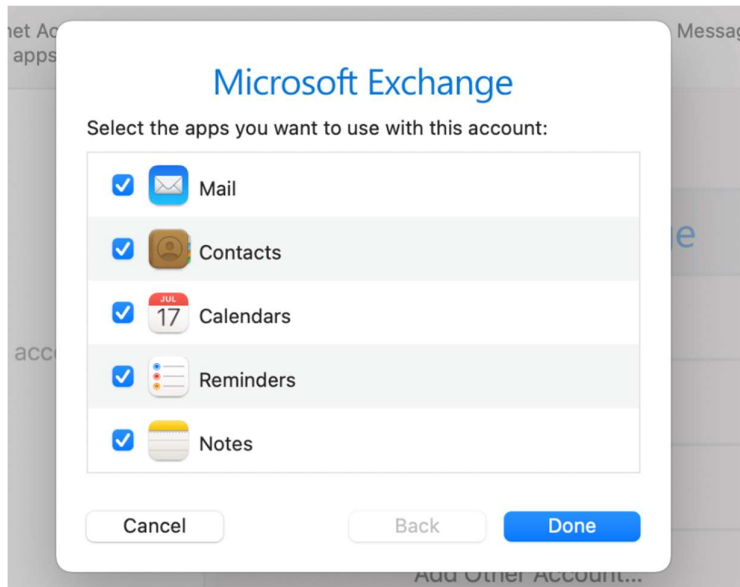 apps
Messag
Microsoft Exchange
Select the apps you want to use with this account:
Mail
Contacts
JUL
17
Calendars
Reminders
Notes
acc
e
Cancel
Back
Done
Add Other Account...